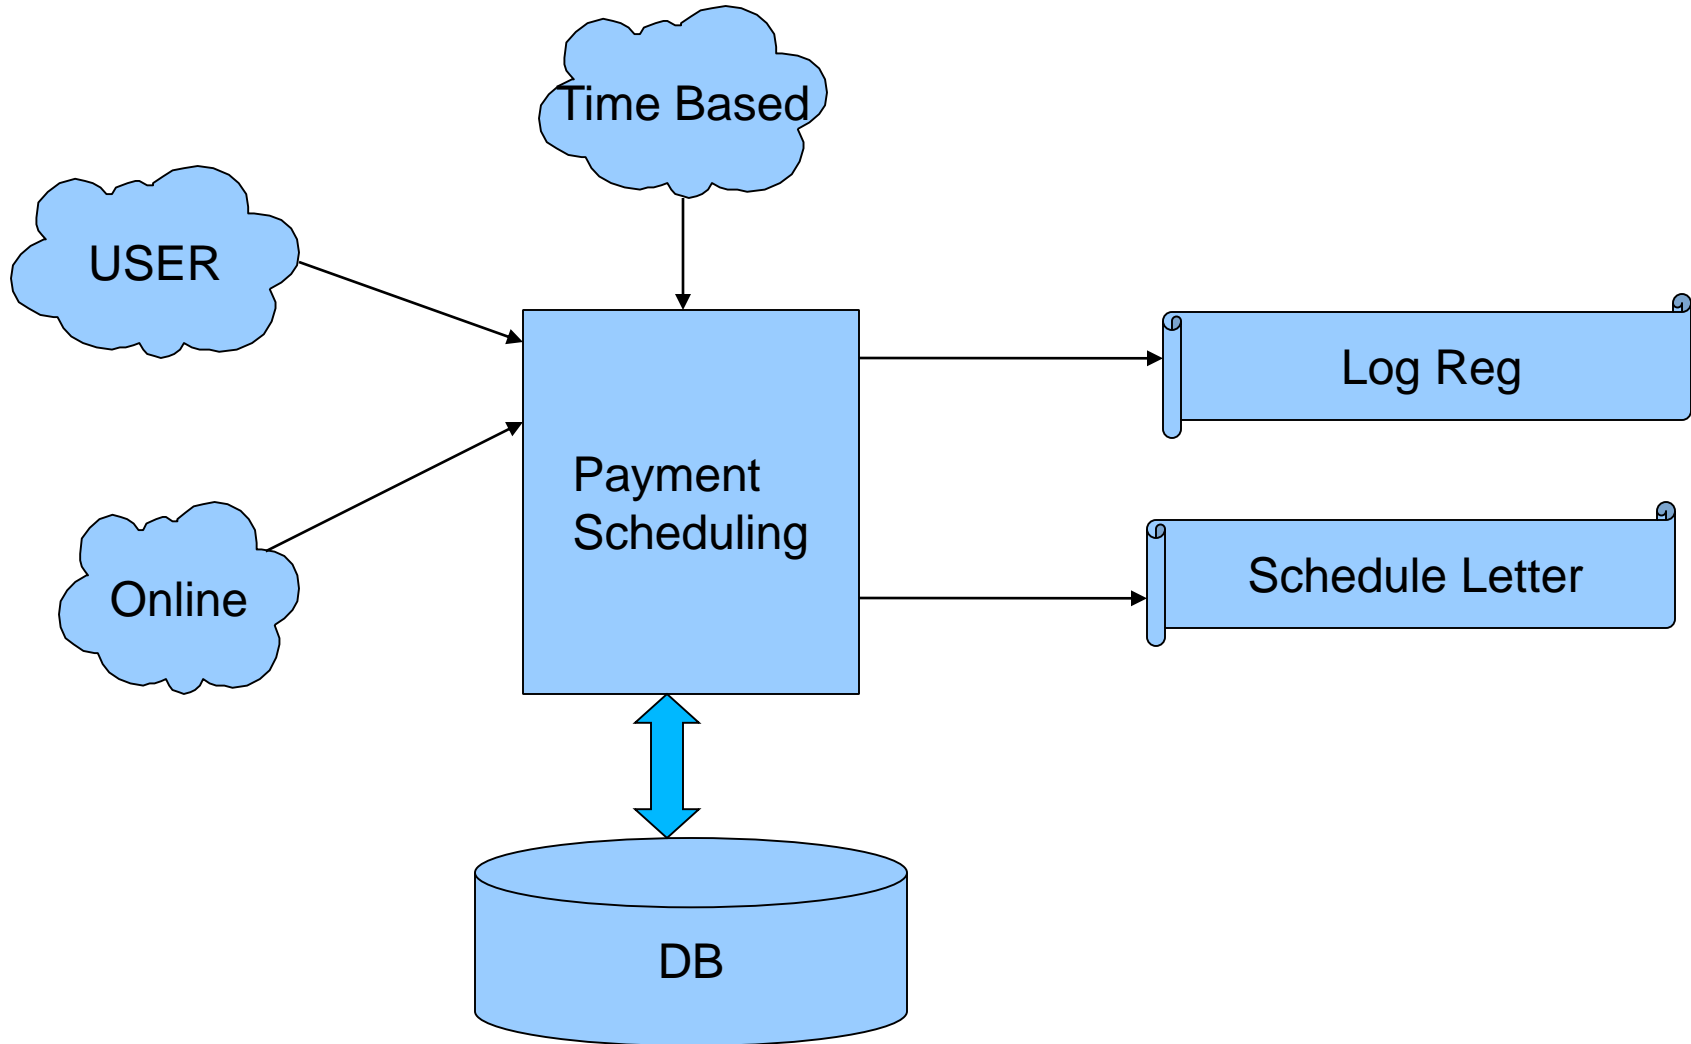 Time Based
USER
Log Reg
Payment
Scheduling
Schedule Letter
Online
DB